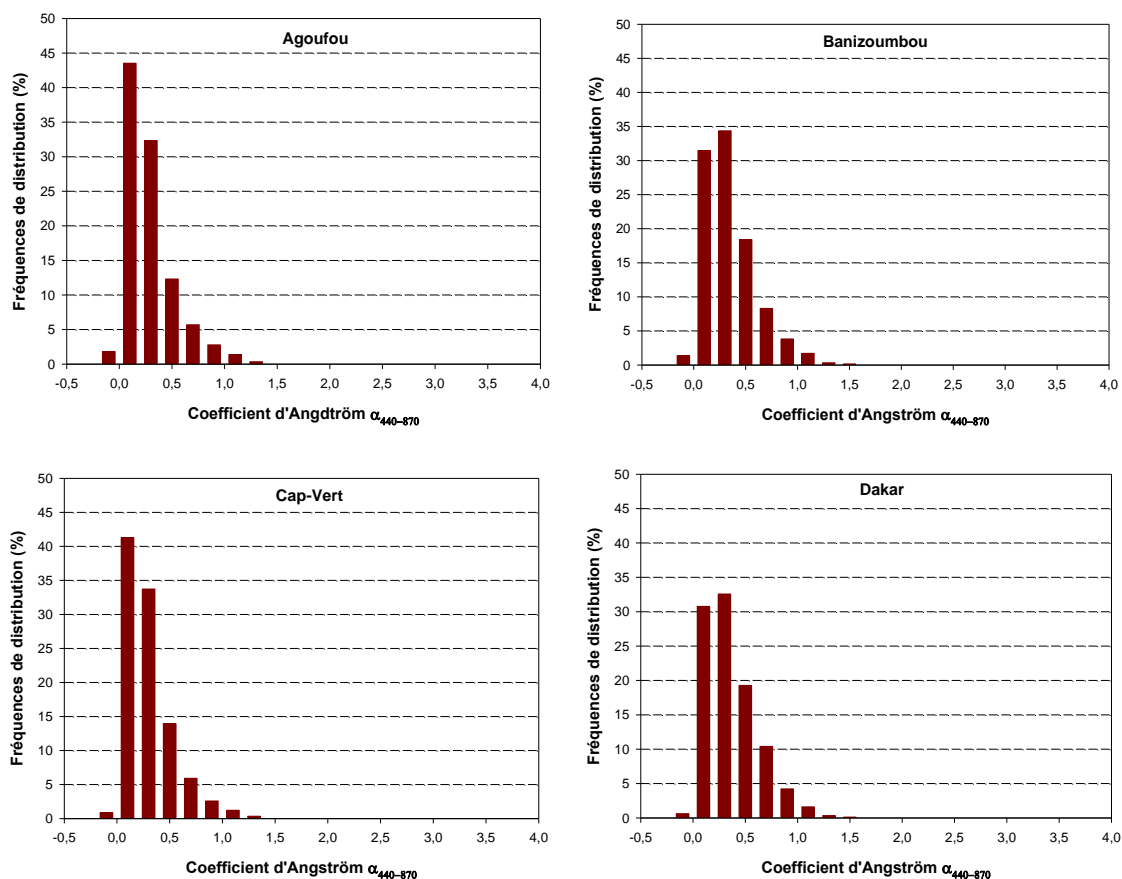 Agoufou
Fréquences de distribution (%)
50
45
40
35
30
25
20
15
10
5
0
-0,5 0,0 0,5 1,0 1,5 2,0 2,5 3,0 3,5 4,0
Coefficient d'Angdtröm α440–870
Banizoumbou
Fréquences de distribution (%)
50
45
40
35
30
25
20
15
10
5
0
-0,5 0,0 0,5 1,0 1,5 2,0 2,5 3,0 3,5 4,0
Coefficient d'Angström α440–870
Cap-Vert
Fréquences de distribution (%)
50
45
40
35
30
25
20
15
10
5
0
-0,5 0,0 0,5 1,0 1,5 2,0 2,5 3,0 3,5 4,0
Coefficient d'Angström α440–870
Dakar
Fréquences de distribution (%)
50
45
40
35
30
25
20
15
10
5
0
-0,5 0,0 0,5 1,0 1,5 2,0 2,5 3,0 3,5 4,0
Coefficient d'Angström α440–870